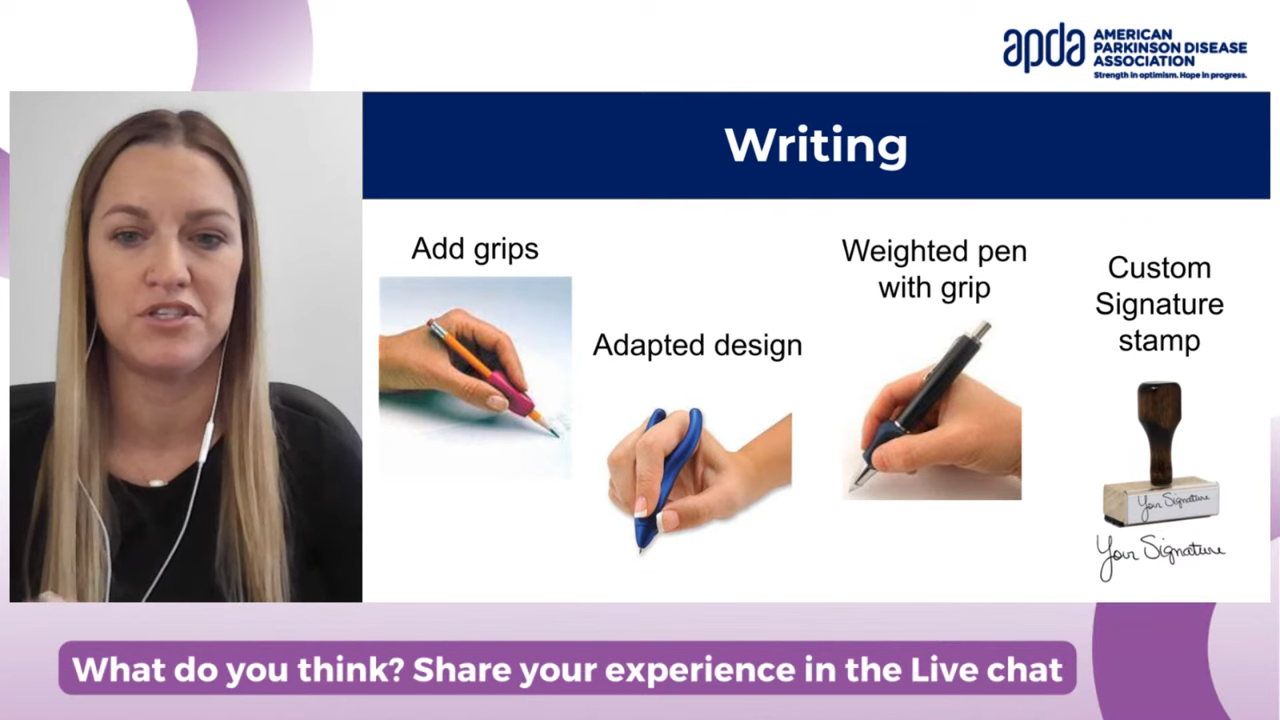 apda
AMERICAN
PARKINSON DISEASE
ASSOCIATION
Strength in optimism. Hope in progress.
Writing
Add grips
Adapted design
Weighted pen
with grip
Custom
Signature
stamp
Your Signature
Your Signature
What do you think? Share your experience in the Live chat